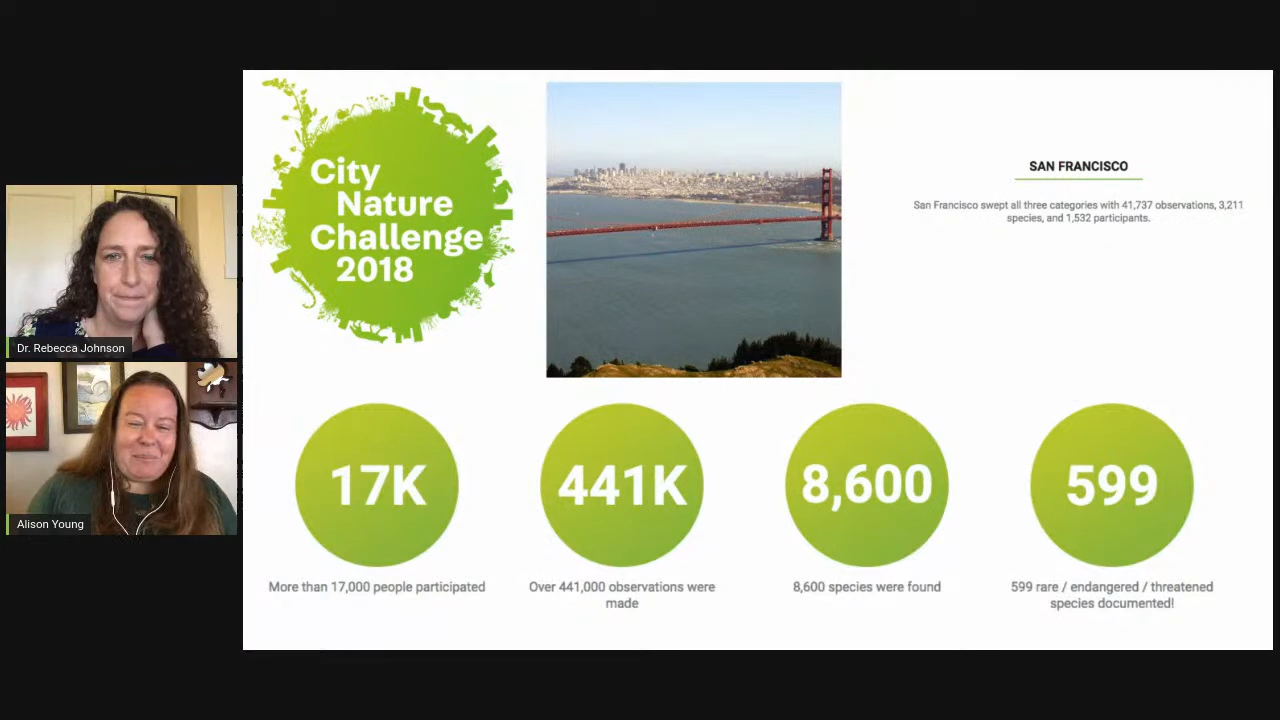 City
Nature
Challenge
2018
SAN FRANCISCO
San Francisco swept all three categories with 41,737 observations, 3,211
species, and 1,532 participants.
Dr. Rebecca Johnson
Alison Young
17K
441K
8,600
599
More than 17,000 people participated
Over 441,000 observations were
made
8,600 species were found
599 rare / endangered / threatened
species documented!